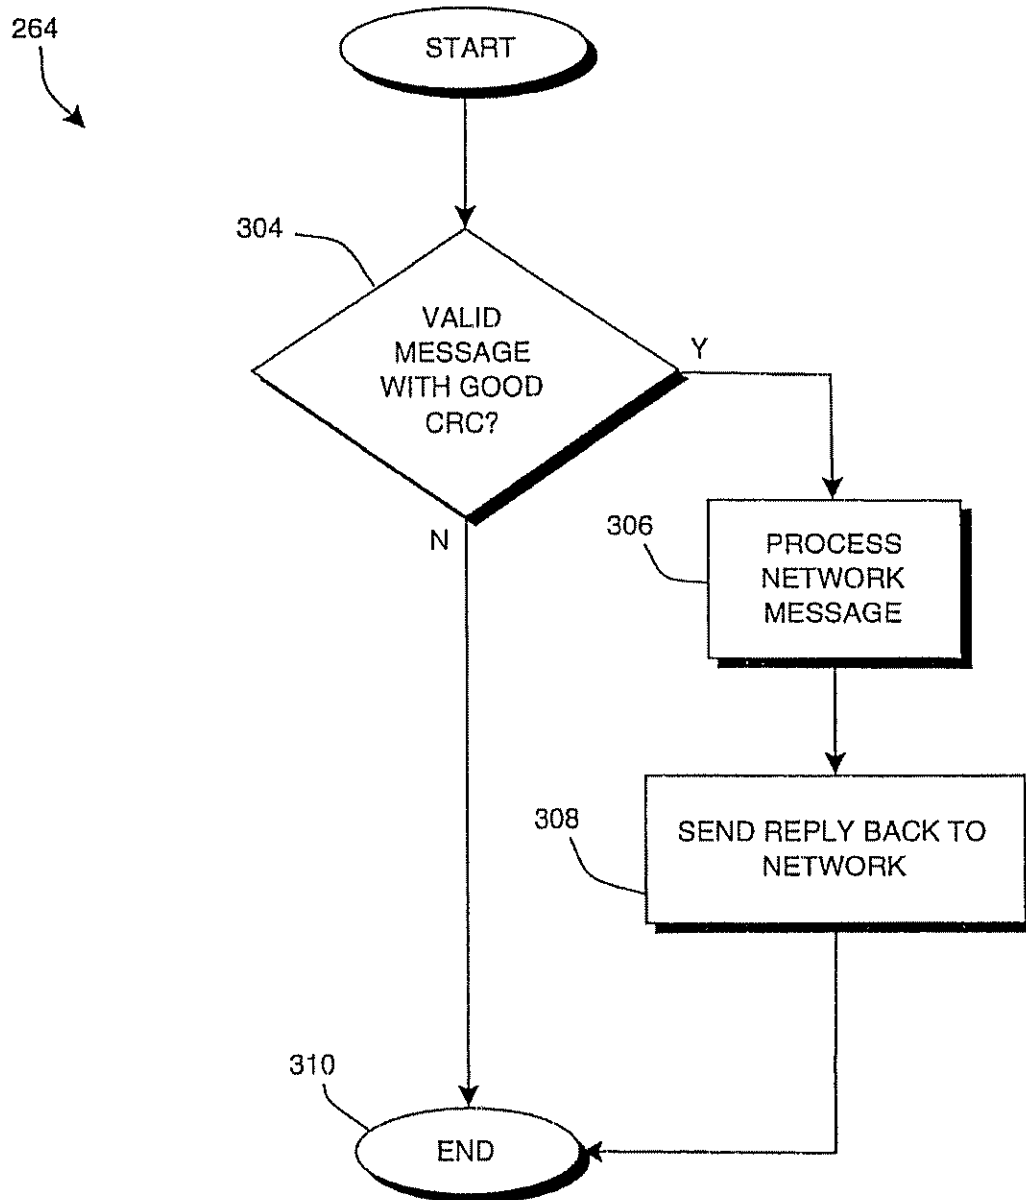 264
START
304
VALID
MESSAGE
WITH GOOD
CRC?
Y
N
306
PROCESS
NETWORK
MESSAGE
308
SEND REPLY BACK TO
NETWORK
310
END